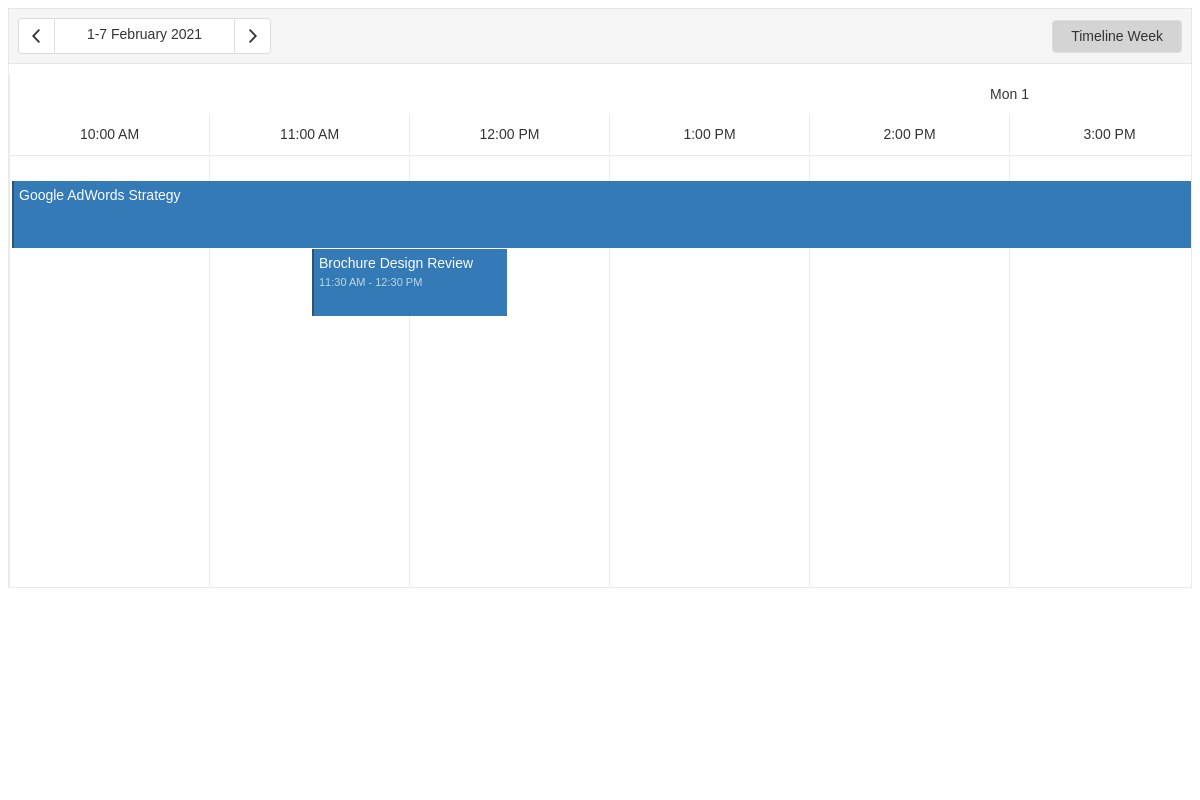 1-7 February 2021
Timeline Week
Mon 1
10:00 AM
11:00 AM
12:00 PM
1:00 PM
2:00 PM
3:00 PM
Google AdWords Strategy
Brochure Design Review
11:30 AM - 12:30 PM